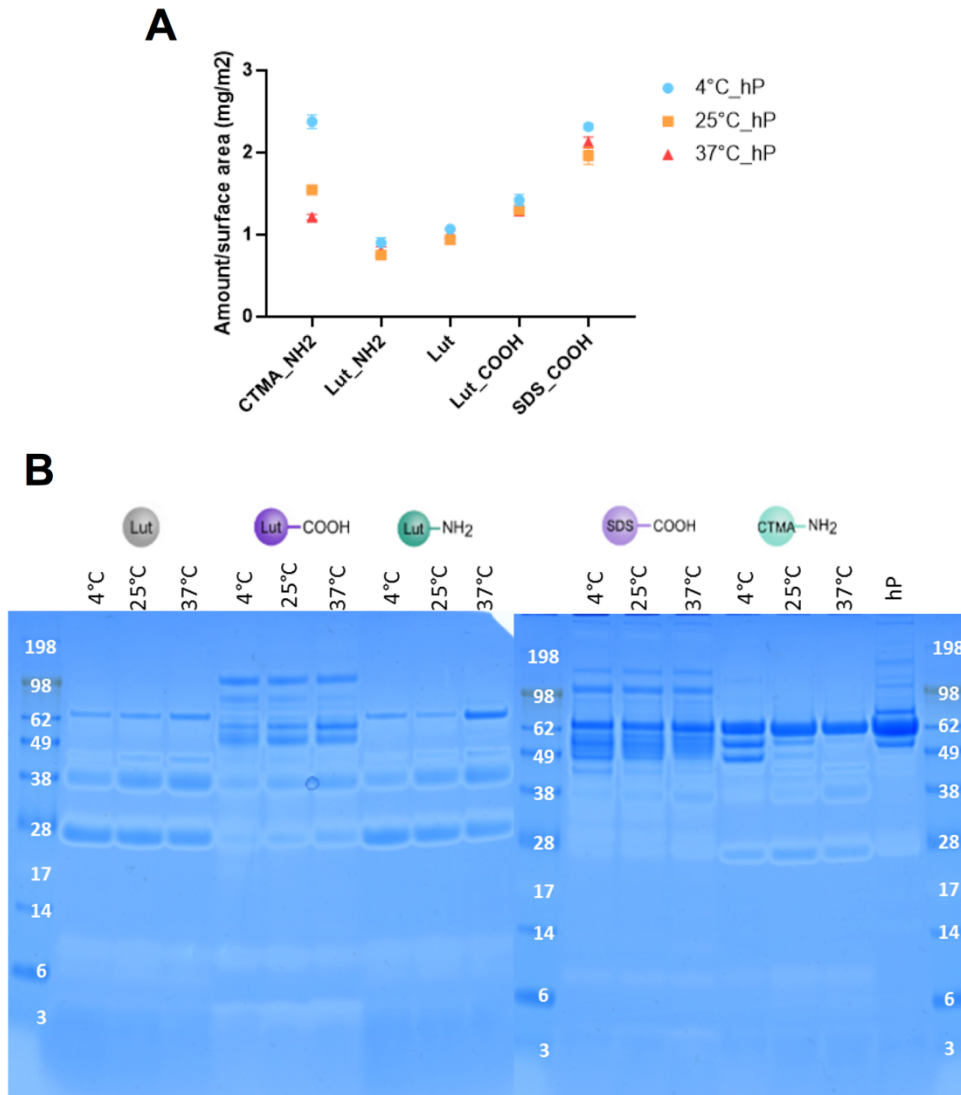 A
Amount/surface area (mg/m2)
3
2
1
0
CTMA_NH2
Lut_NH2
Lut
Lut_COOH
SDS_COOH
4°C_hP
25°C_hP
37°C_hP
B
Lut
Lut COOH
Lut NH2
SDS COOH
CTMA NH2
4°C 25°C 37°C 4°C 25°C 37°C 4°C 25°C 37°C 4°C 25°C 37°C 4°C 25°C 37°C hP
198
98
62
49
38
28
17
14
6
3
198
98
62
49
38
28
17
14
6
3
198
98
62
49
38
28
17
14
6
3